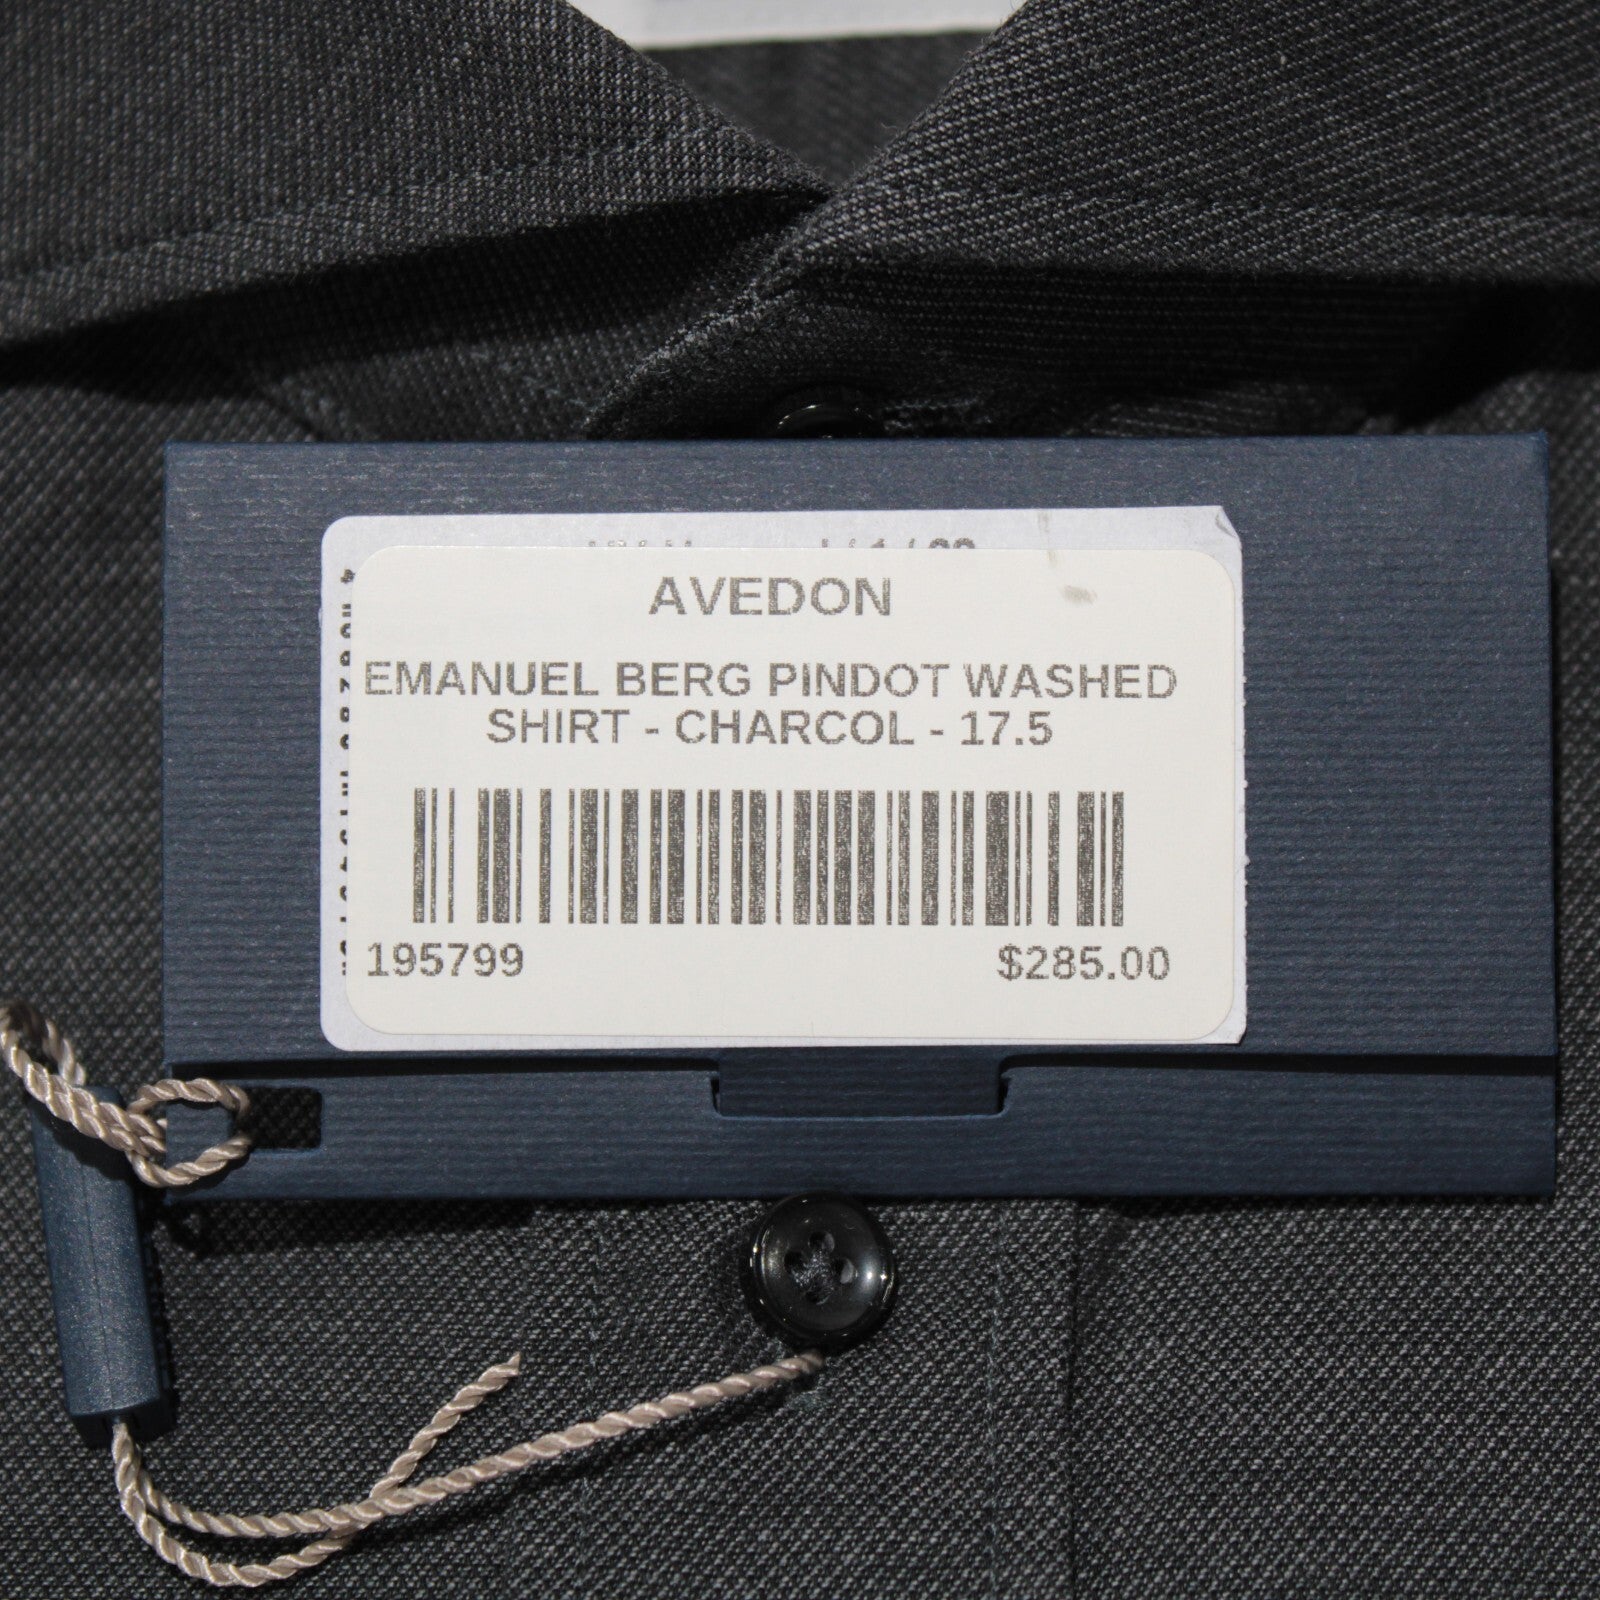 AVEDON
EMANUEL BERG PINDOT WASHED
SHIRT - CHARCOL - 17.5
195799
$285.00